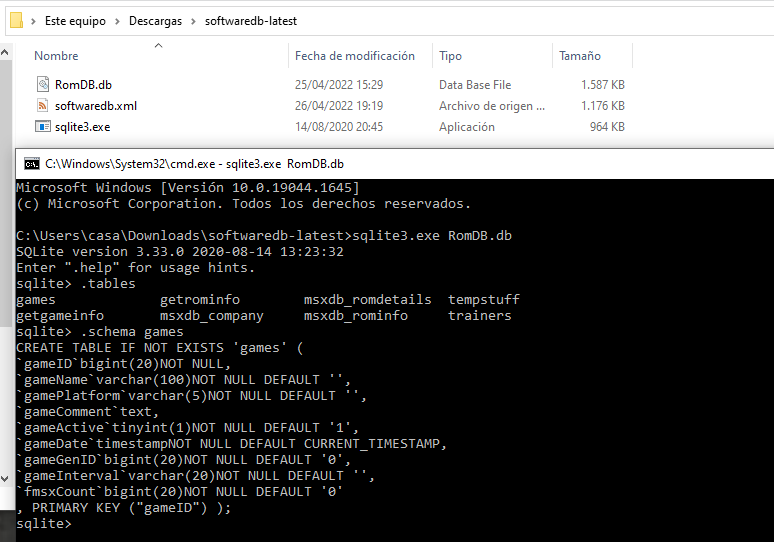 Este equipo > Descargas > softwaredb-latest
Nombre Fecha de modificación Tipo Tamaño
RomDB.db 25/04/2022 15:29 Data Base File 1.587 KB
softwaredb.xml 26/04/2022 19:19 Archivo de origen ... 1.176 KB
sqlite3.exe 14/08/2020 20:45 Aplicación 964 KB
C:\Windows\System32\cmd.exe - sqlite3.exe RomDB.db
Microsoft Windows [Versión 10.0.19044.1645]
(c) Microsoft Corporation. Todos los derechos reservados.
C:\Users\casa\Downloads\softwaredb-latest>sqlite3.exe RomDB.db
SQLite version 3.33.0 2020-08-14 13:23:32
Enter ".help" for usage hints.
sqlite> .tables
games getrominfo msxdb_romdetails tempstuff
getgameinfo msxdb_company msxdb_rominfo trainers
sqlite> .schema games
CREATE TABLE IF NOT EXISTS 'games' (
`gameID`bigint(20)NOT NULL,
`gameName`varchar(100)NOT NULL DEFAULT '',
`gamePlatform`varchar(5)NOT NULL DEFAULT '',
`gameComment`text,
`gameActive`tinyint(1)NOT NULL DEFAULT '1',
`gameDate`timestampNOT NULL DEFAULT CURRENT_TIMESTAMP,
`gameGenID`bigint(20)NOT NULL DEFAULT '0',
`gameInterval`varchar(20)NOT NULL DEFAULT '',
`fmsxCount`bigint(20)NOT NULL DEFAULT '0'
, PRIMARY KEY ("gameID") );
sqlite>